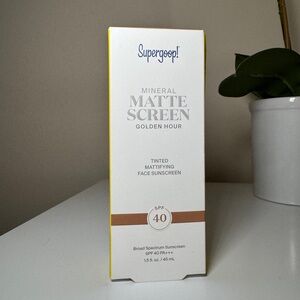 Supergoop!
MINERAL
MATTE
SCREEN
GOLDEN HOUR
TINTED
MATTIFYING
FACE SUNSCREEN
SPF
40
Broad Spectrum Sunscreen
SPF 40 PA+++
1.5 fl. oz. / 45 mL